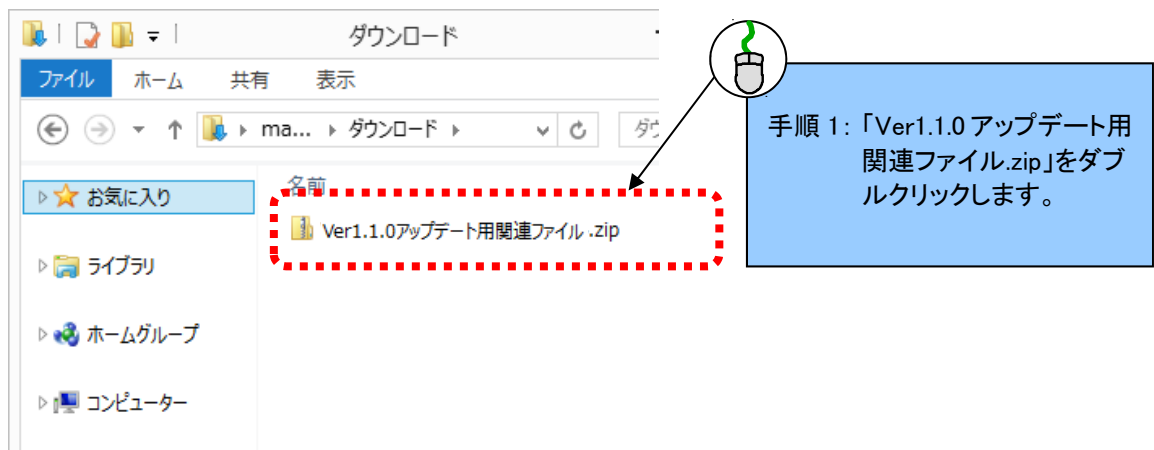 ダウンロード
ファイル ホーム 共有 表示
ma... ダウンロード
名前
お気に入り
Ver1.1.0アップデート用関連ファイル .zip
ライブラリ
ホームグループ
コンピューター
手順 1: 「Ver1.1.0 アップデート用
関連ファイル.zip」をダブ
ルクリックします。